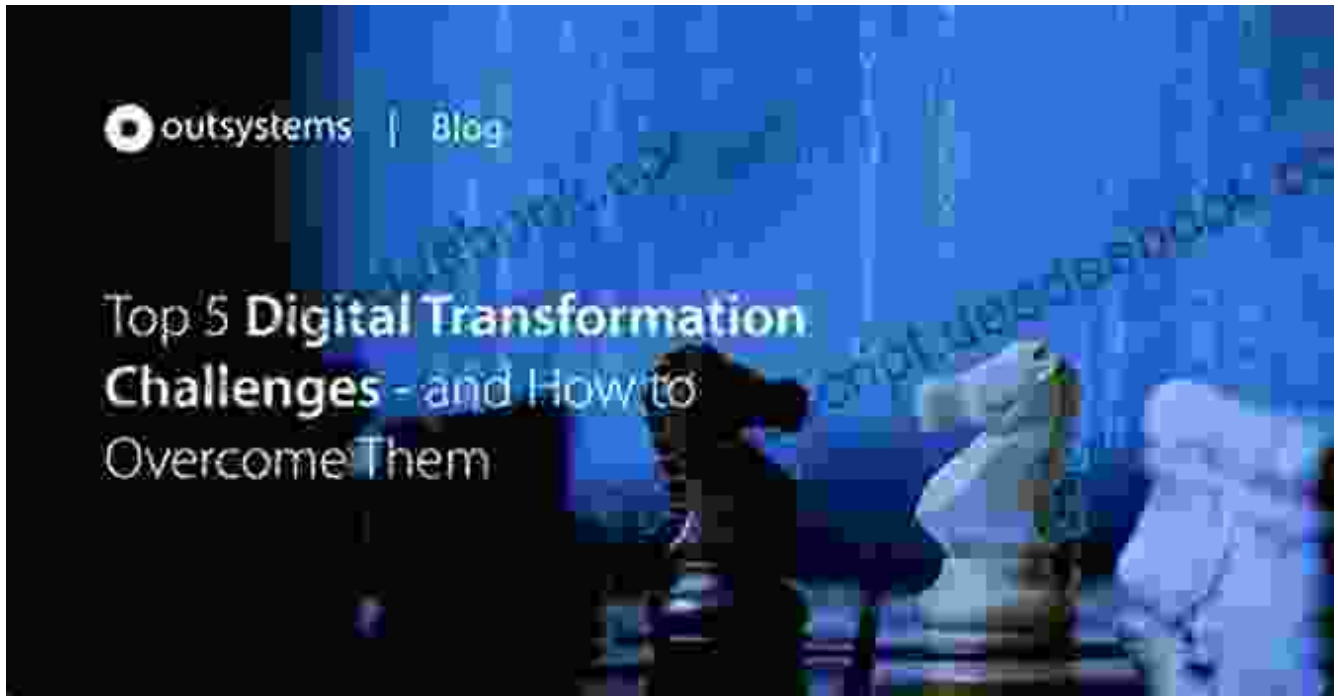 outsystems | Blog
Top 5 Digital Transformation
Challenges - and How to
Overcome Them